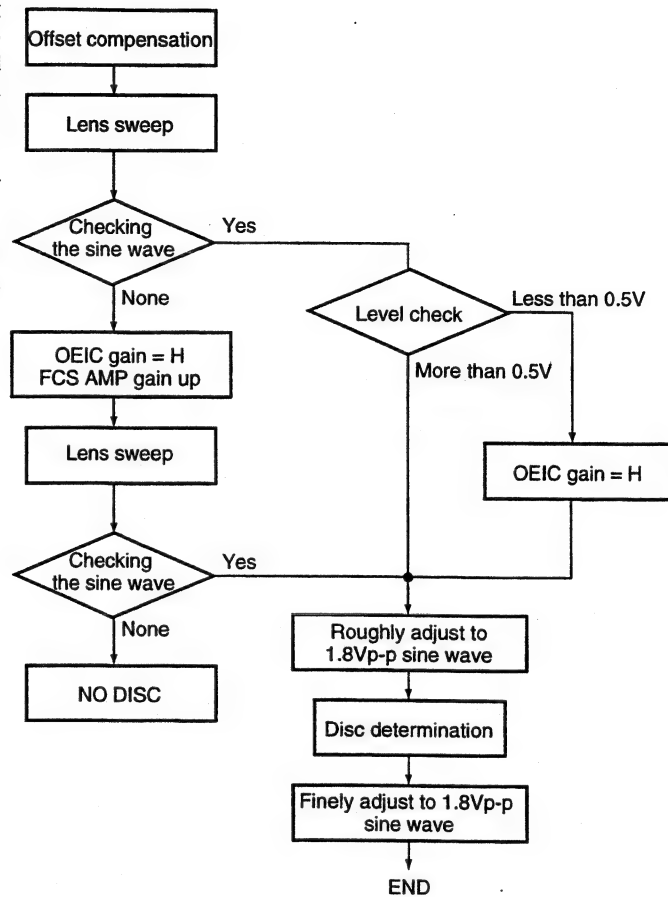 Offset compensation
Lens sweep
Checking
the sine wave
Yes
None
Level check
Less than 0.5V
More than 0.5V
OEIC gain = H
FCS AMP gain up
Lens sweep
OEIC gain = H
Checking
the sine wave
Yes
None
NO DISC
Roughly adjust to
1.8Vp-p sine wave
Disc determination
Finely adjust to 1.8Vp-p
sine wave
END